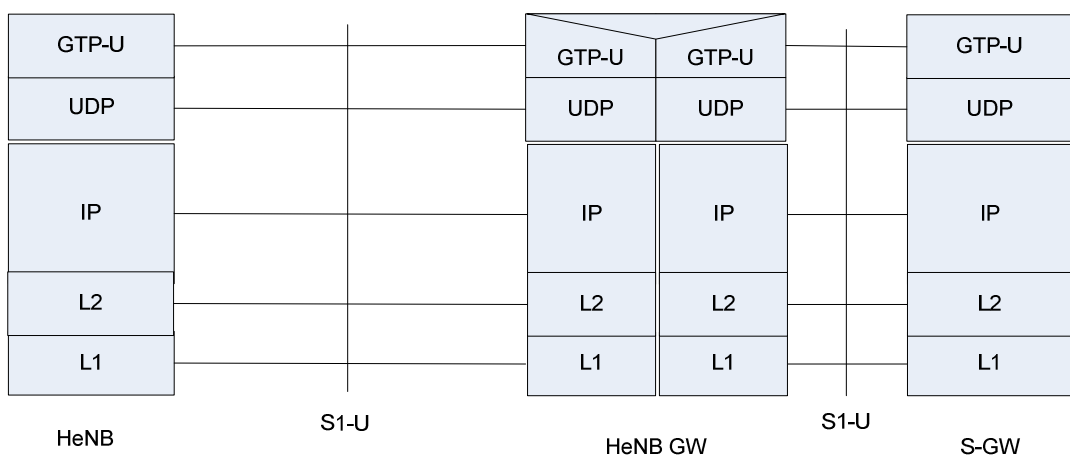 GTP-U GTP-U GTP-U GTP-U
UDP UDP UDP UDP
IP IP IP IP
L2 L2 L2 L2
L1 L1 L1 L1
S1-U S1-U
HeNB HeNB GW S-GW